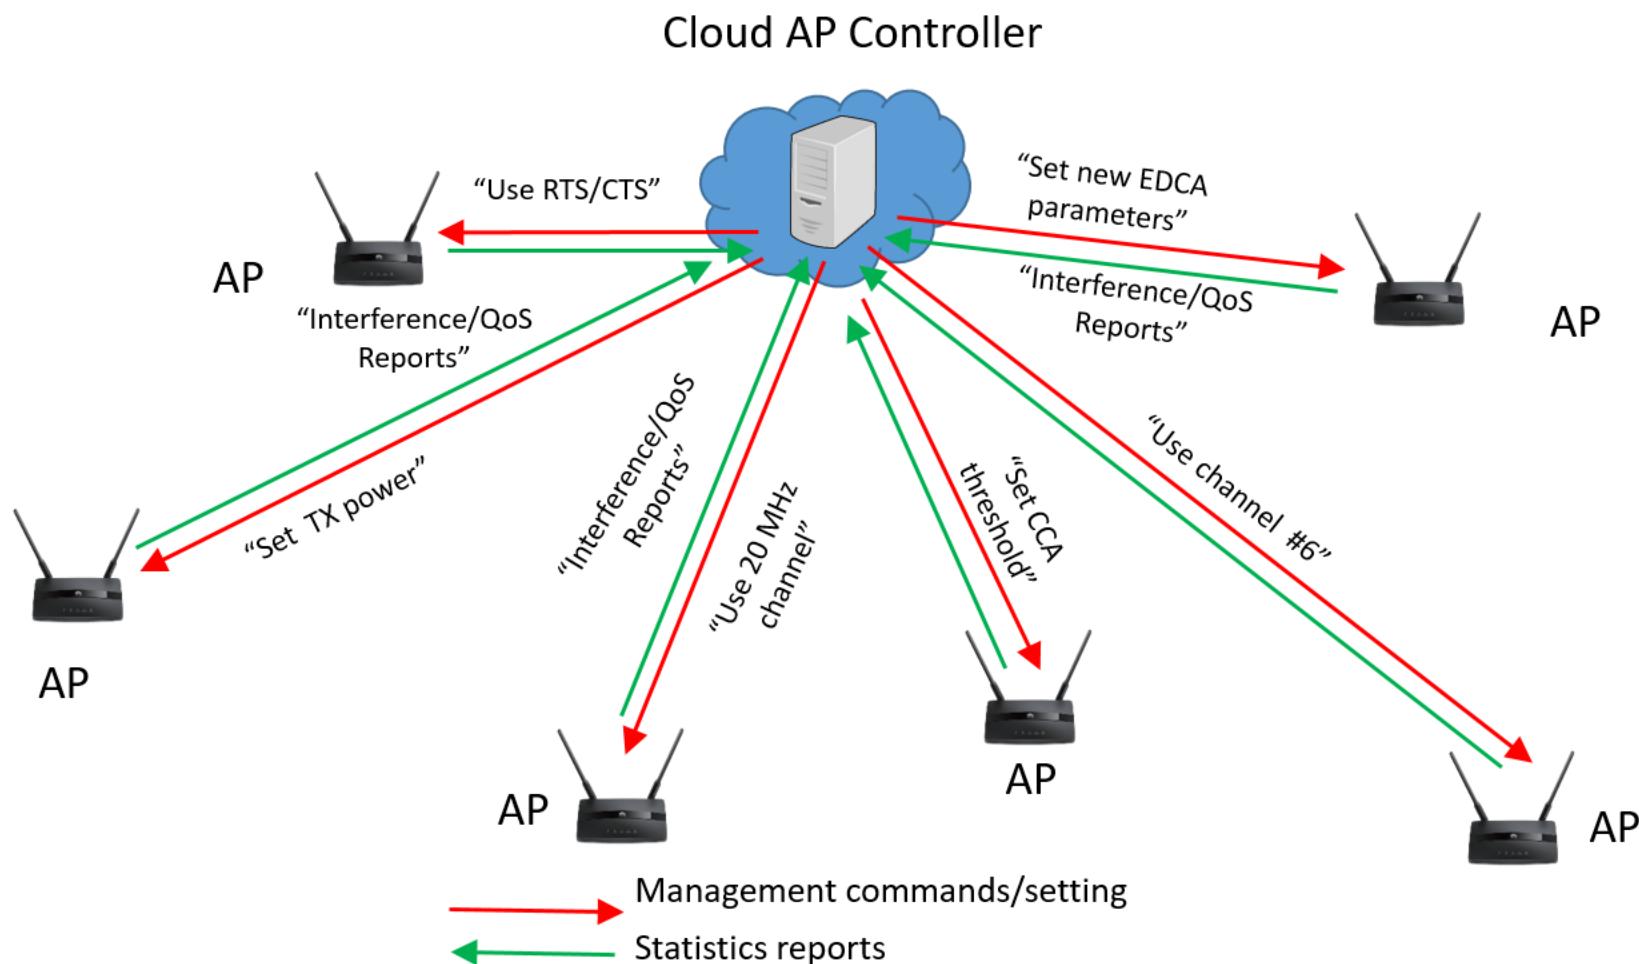 Cloud AP Controller
“Use RTS/CTS”
“Set new EDCA
parameters”
AP
“Interference/QoS
Reports”
“Interference/QoS
Reports”
AP
“Set  TX power”
“Interference/QoS
Reports”
“Use 20 MHz
channel”
“Set CCA
threshold”
“Use channel  #6”
AP
AP
AP
AP
Management commands/setting
Statistics reports